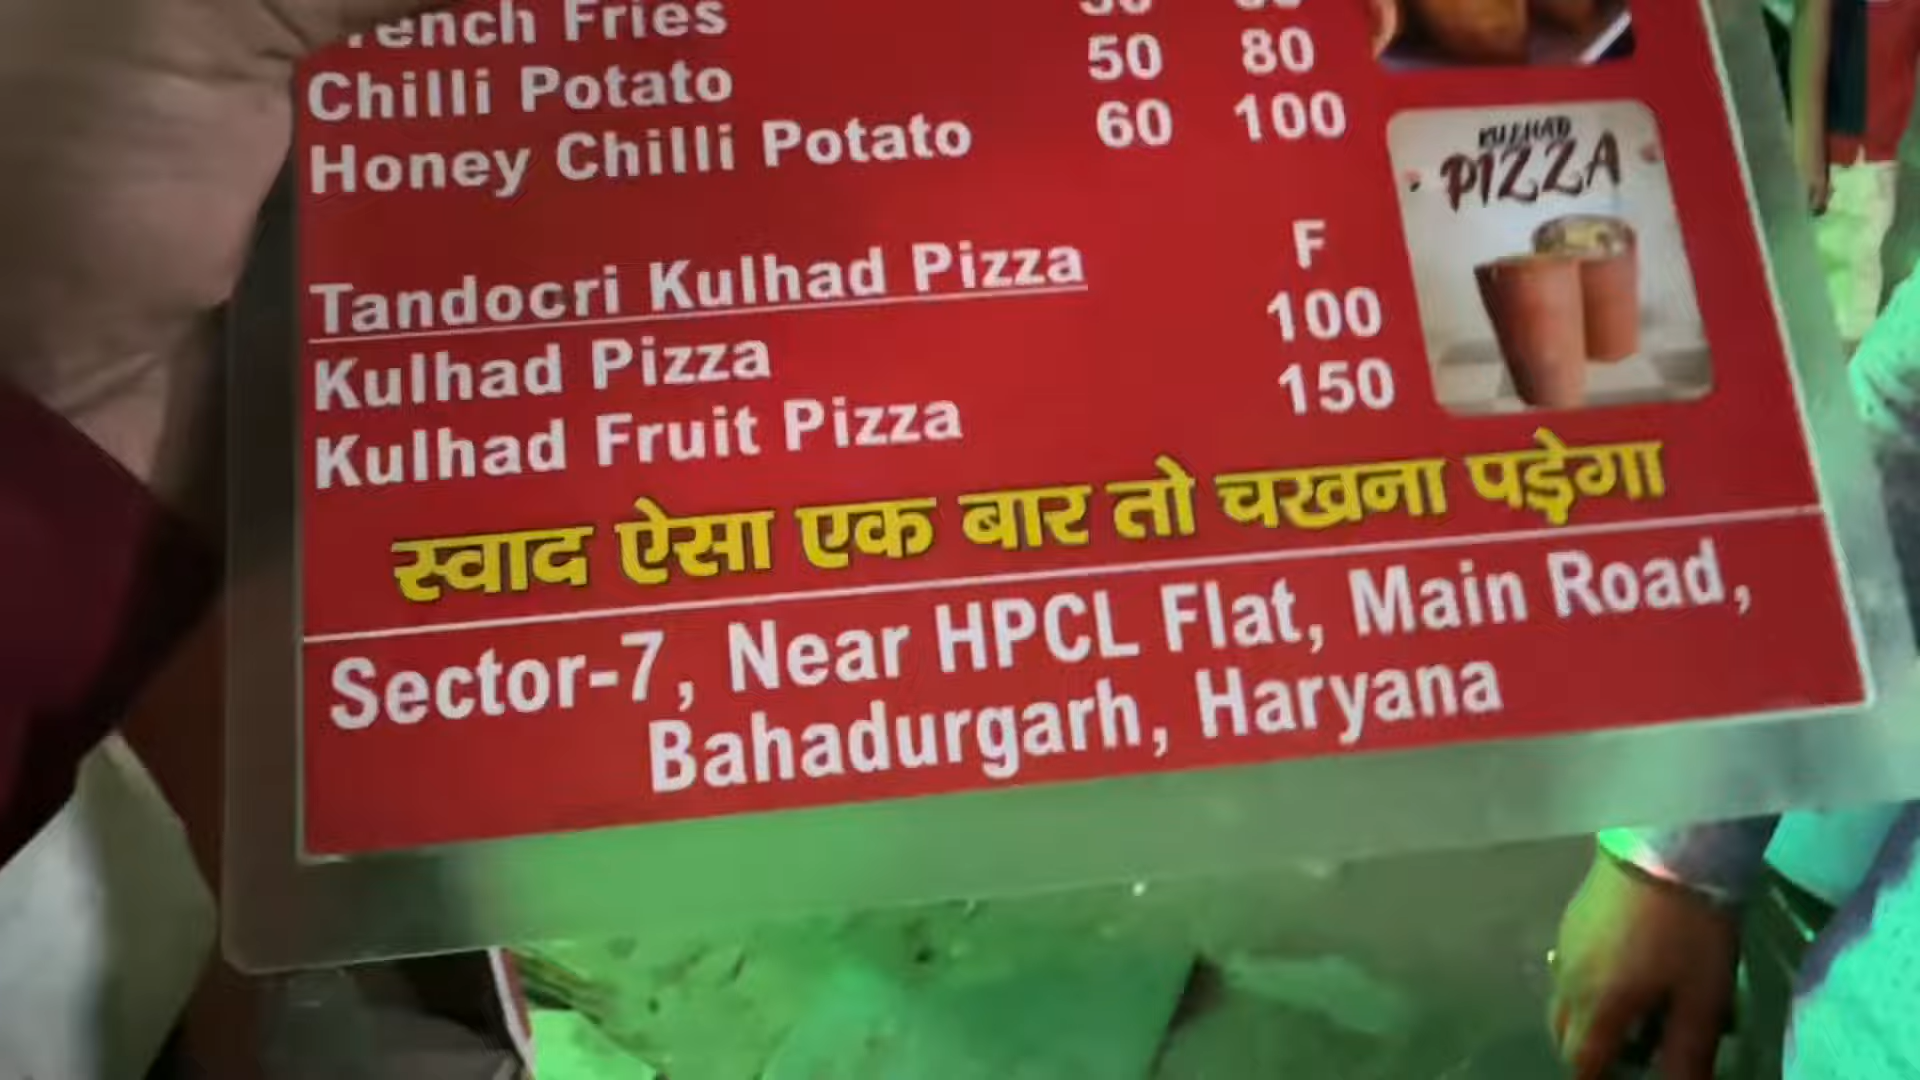 French Fries
Chilli Potato 50 80
Honey Chilli Potato 60 100
Tandocri Kulhad Pizza F
Kulhad Pizza 100
Kulhad Fruit Pizza 150
KULHAD
PIZZA
स्वाद ऐसा एक बार तो चखना पड़ेगा
Sector-7, Near HPCL Flat, Main Road,
Bahadurgarh, Haryana